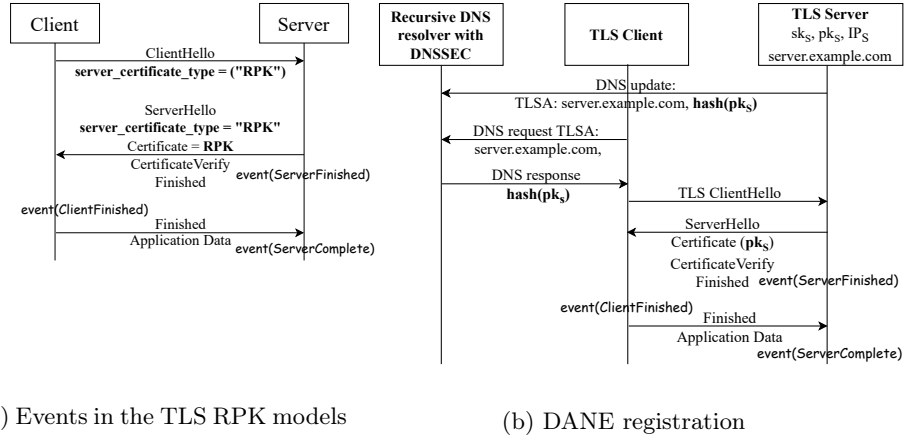 Client
Server
ClientHello
server_certificate_type = ("RPK")
ServerHello
server_certificate_type = "RPK"
Certificate = RPK
CertificateVerify
Finished
event(ServerFinished)
event(ClientFinished)
Finished
Application Data
event(ServerComplete)
) Events in the TLS RPK models
Recursive DNS
resolver with
DNSSEC
TLS Client
TLS Server
skS, pkS, IPS
server.example.com
DNS update:
TLSA: server.example.com, hash(pks)
DNS request TLSA:
server.example.com,
DNS response
hash(pks)
TLS ClientHello
ServerHello
Certificate (pkS)
CertificateVerify
Finished
event(ServerFinished)
event(ClientFinished)
Finished
Application Data
event(ServerComplete)
(b) DANE registration